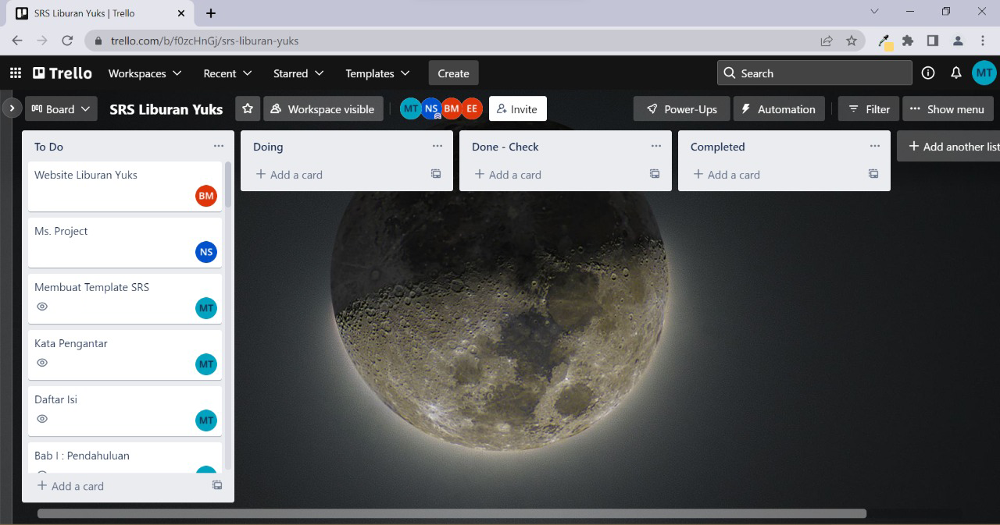 SRS Liburan Yuks | Trello
trello.com/b/f0zcHnGj/srs-liburan-yuks
Trello Workspaces Recent Starred Templates Create Search MT
Board SRS Liburan Yuks Workspace visible MT NS BM EE Invite Power-Ups Automation Filter Show menu
To Do
Website Liburan Yuks
BM
Ms. Project
NS
Membuat Template SRS
MT
Kata Pengantar
MT
Daftar Isi
MT
Bab I : Pendahuluan
+ Add a card
Doing
+ Add a card
Done - Check
+ Add a card
Completed
+ Add a card
+ Add another list